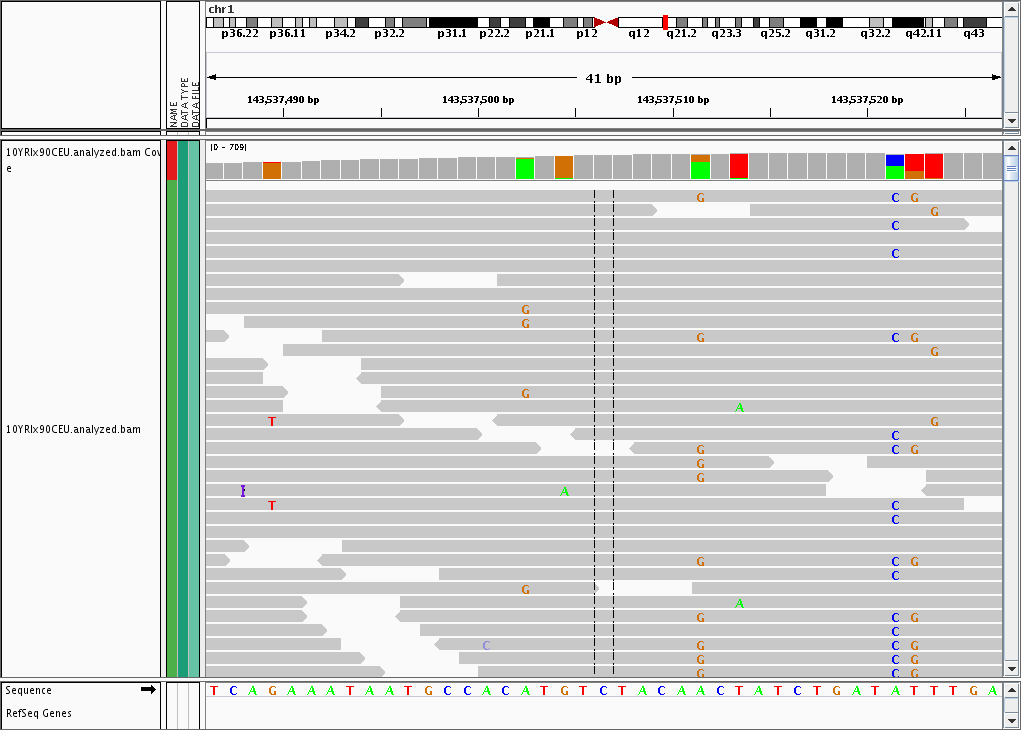 chr1
p36.22 p36.11 p34.2 p32.2 p31.1 p22.2 p21.1 p12 q12 q21.2 q23.3 q25.2 q31.2 q32.2 q42.11 q43
41 bp
143,537,490 bp 143,537,500 bp 143,537,510 bp 143,537,520 bp
NAME
DATA TYPE
DATA FILE
10YRIx90CEU.analyzed.bam Cov
e
[0 - 709]
G C G
G
C
C
G
G
G C G
G
G
A
T G
C
G C G
G
G
I A
T C
C
G C G
C
G
A
G C G
C
C G C G
G C G
G C G
10YRIx90CEU.analyzed.bam
Sequence
T C A G A A A T A A T G C C A C A T G T C T A C A A C T A T C T G A T A T T T G A
RefSeq Genes